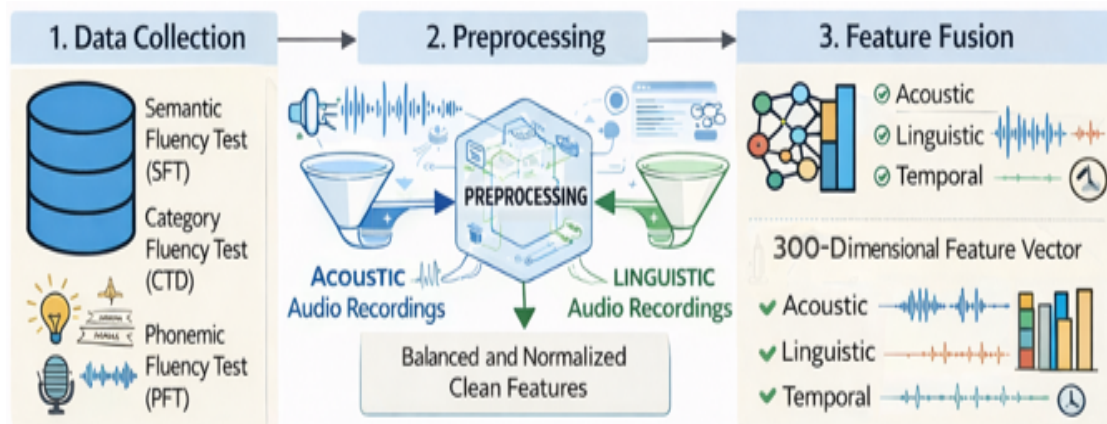 1. Data Collection
2. Preprocessing
3. Feature Fusion
Semantic
Fluency Test
(SFT)
Category
Fluency Test
(CTD)
Phonemic
Fluency Test
(PFT)
PREPROCESSING
ACOUSTIC
Audio Recordings
LINGUISTIC
Audio Recordings
Balanced and Normalized
Clean Features
Acoustic
Linguistic
Temporal
300-Dimensional Feature Vector
Acoustic
Linguistic
Temporal